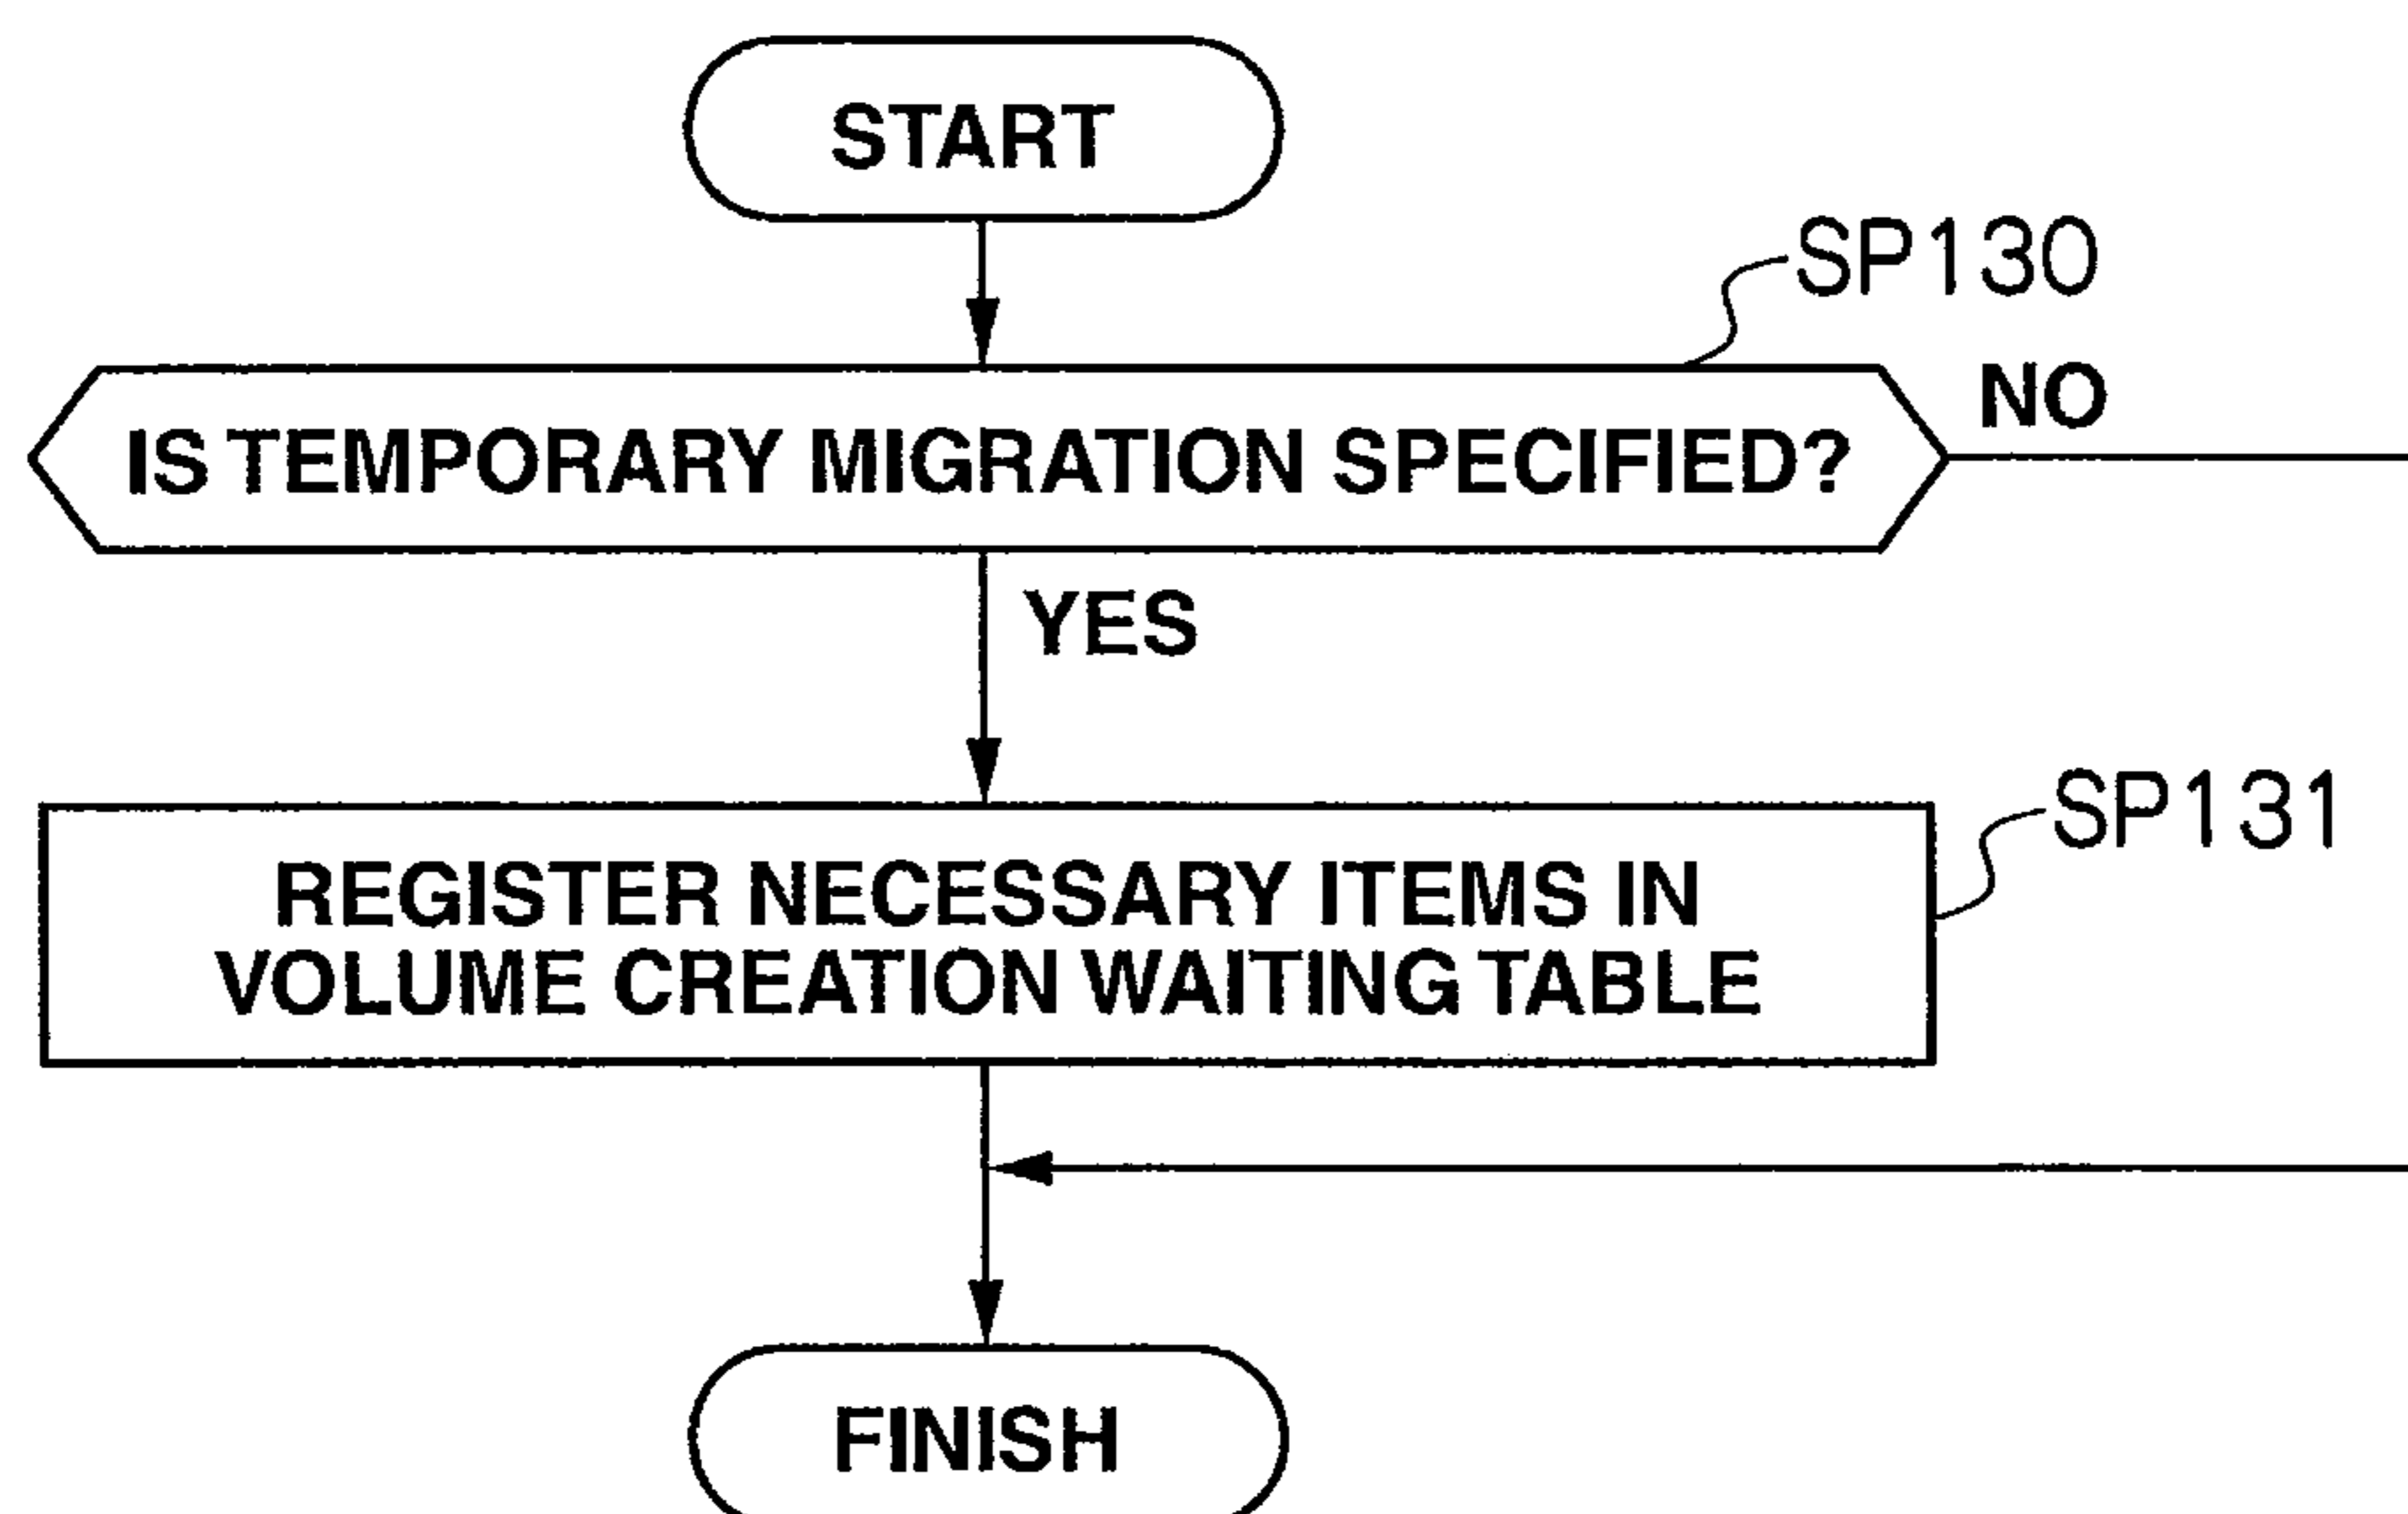 START
SP130
IS TEMPORARY MIGRATION SPECIFIED?
NO
YES
SP131
REGISTER NECESSARY ITEMS IN
VOLUME CREATION WAITING TABLE
FINISH